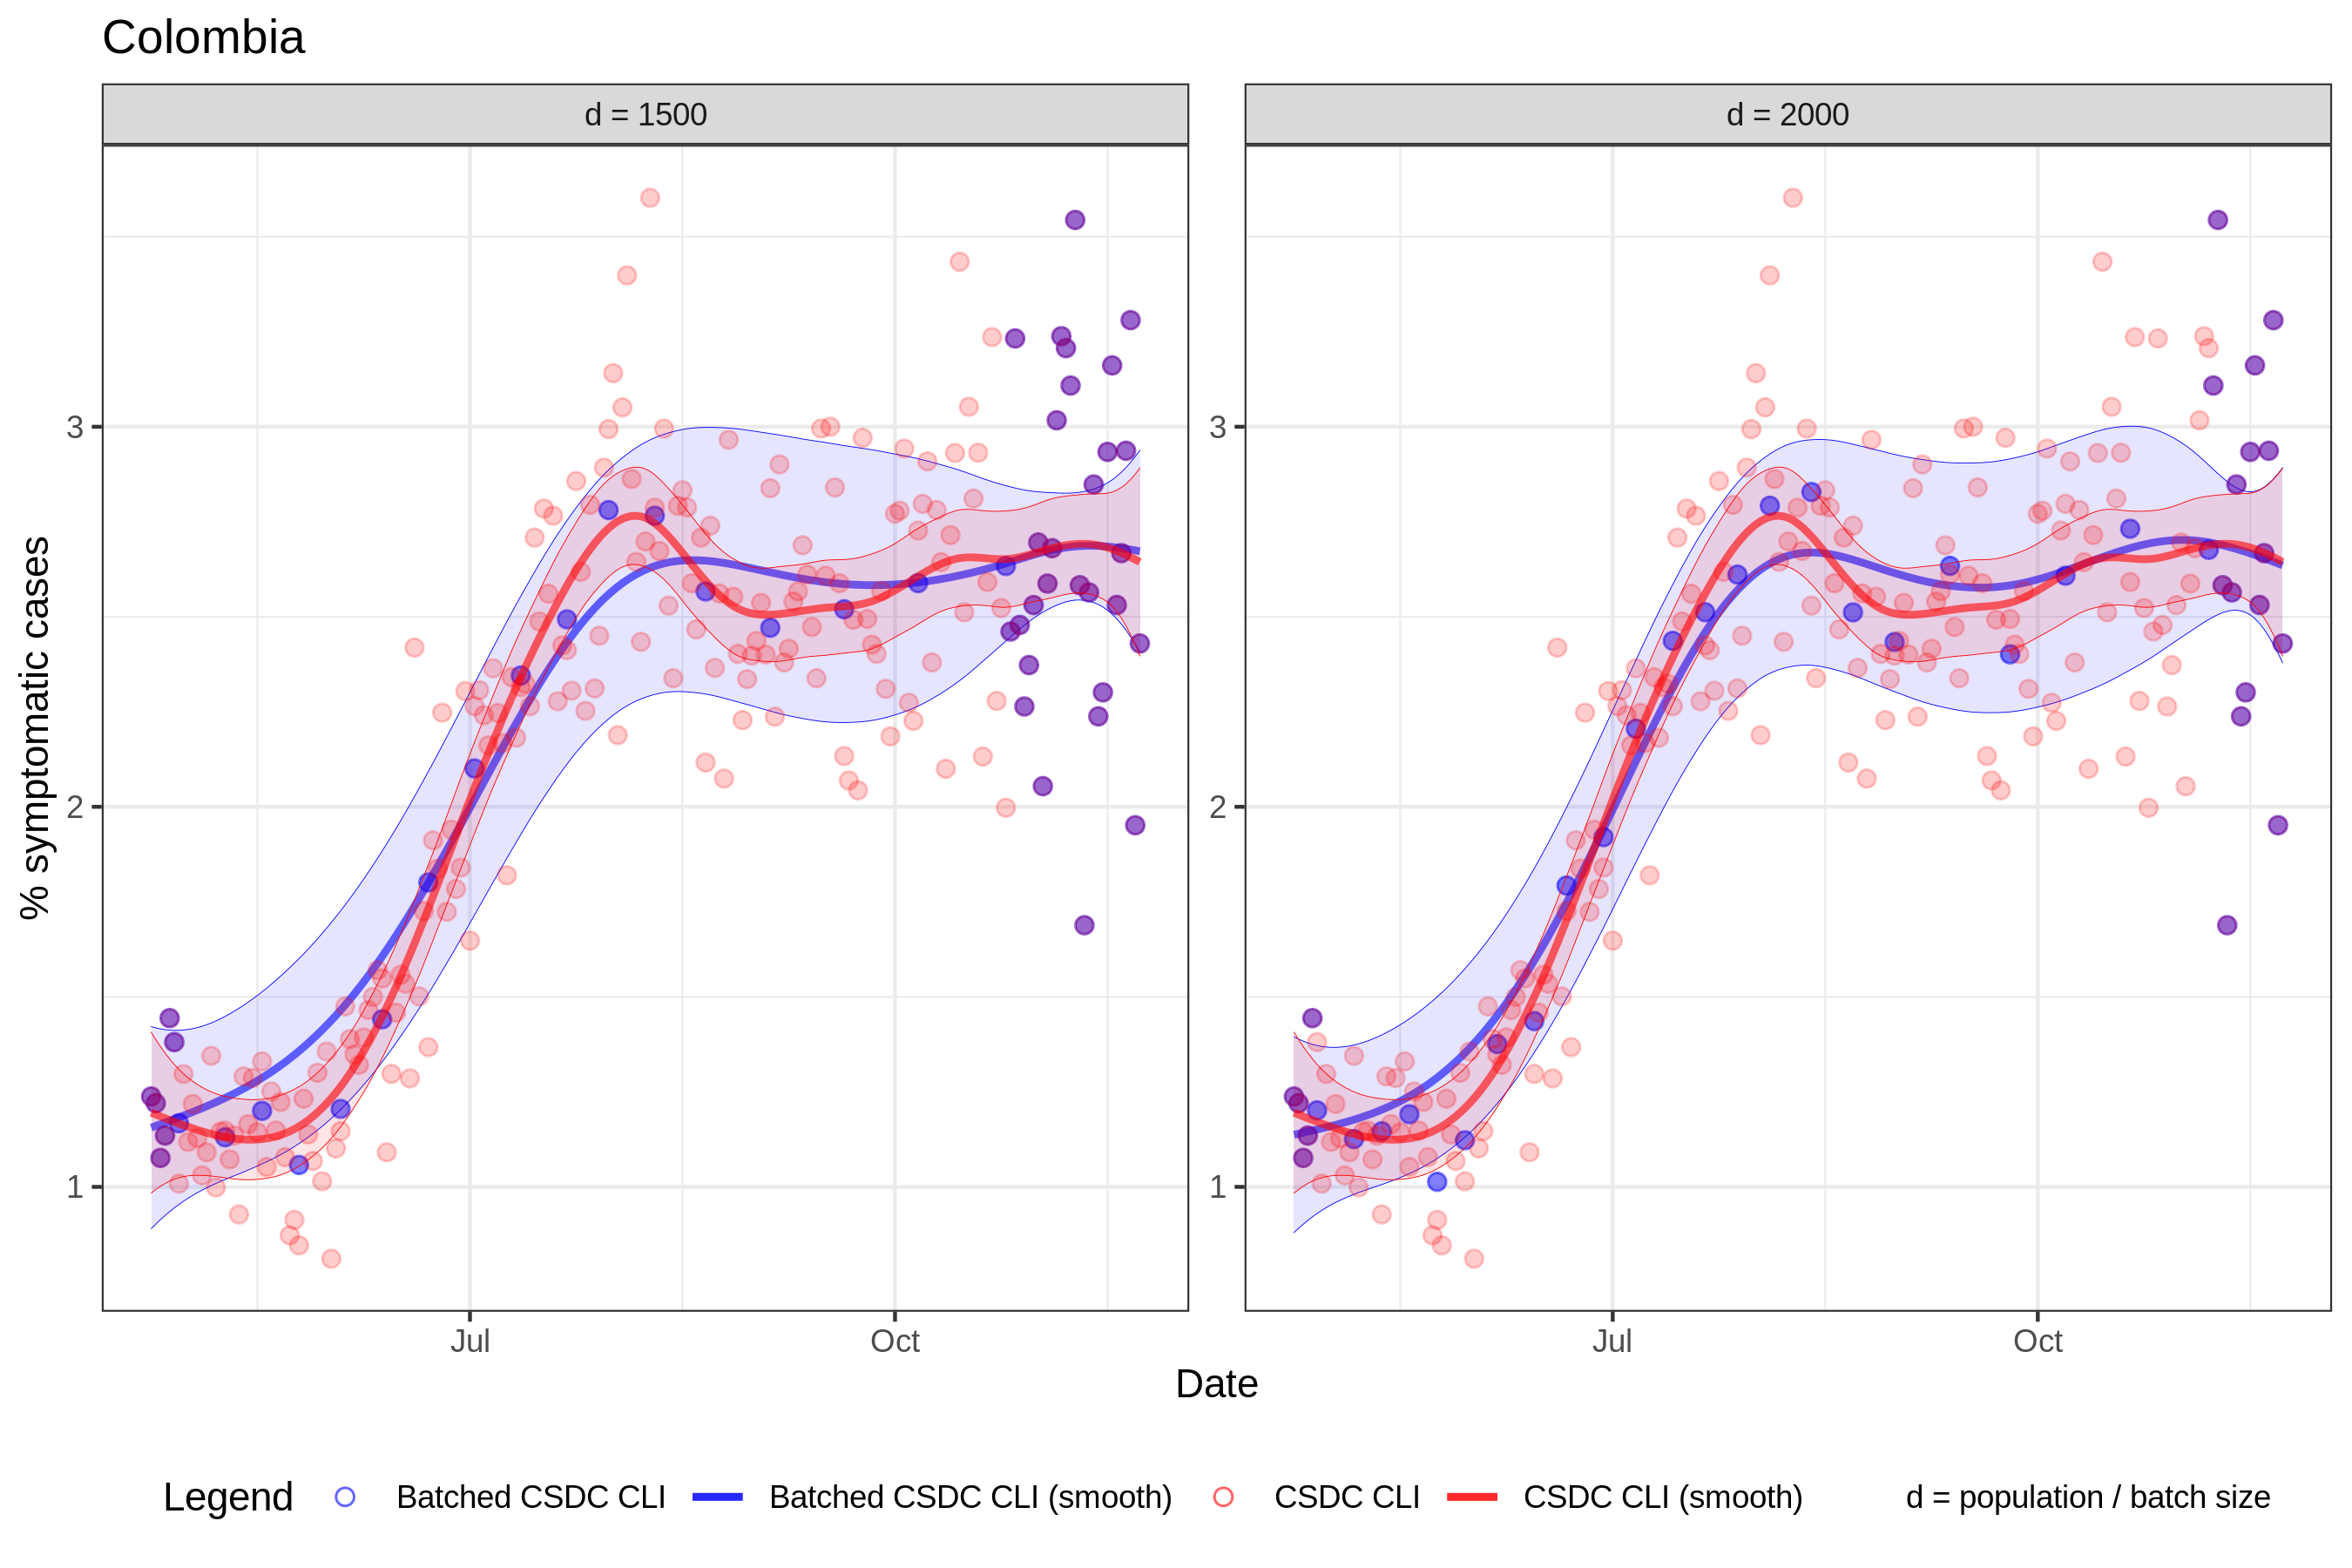 Colombia
d = 1500
d = 2000
% symptomatic cases
3
2
1
3
2
1
Jul
Oct
Jul
Oct
Date
Legend
Batched CSDC CLI
Batched CSDC CLI (smooth)
CSDC CLI
CSDC CLI (smooth)
d = population / batch size